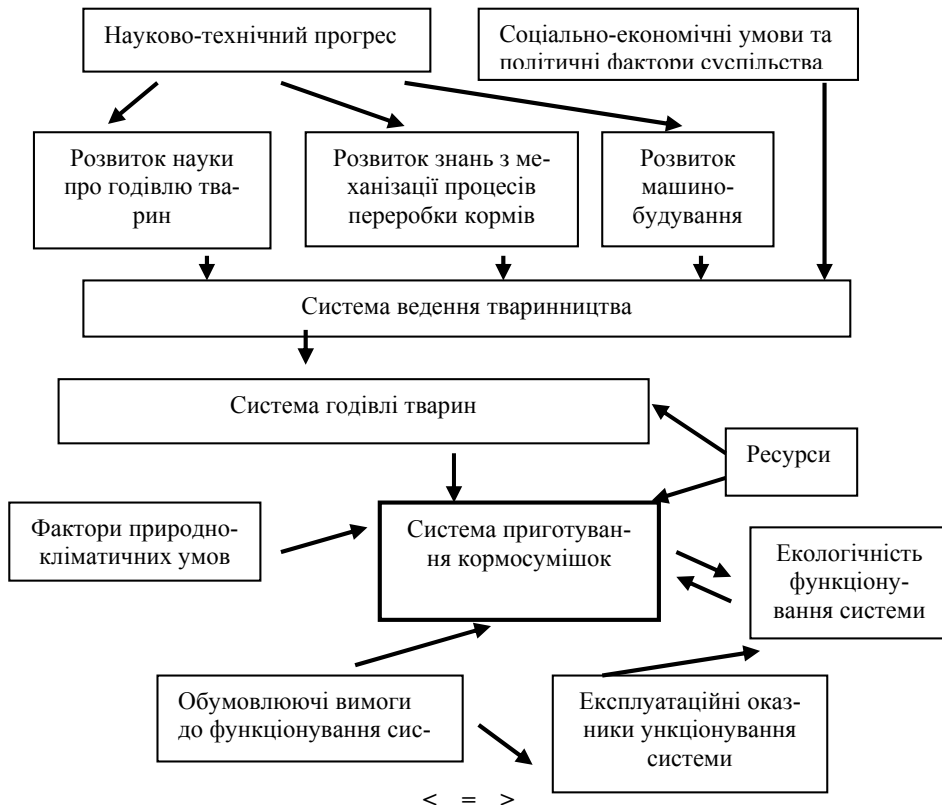 Науково-технічний прогрес
Соціально-економічні умови та
політичні фактори суспільства
Розвиток науки
про годівлю тва-
рин
Розвиток знань з ме-
ханізації процесів
переробки кормів
Розвиток
машино-
будування
Система ведення тваринництва
Система годівлі тварин
Ресурси
Фактори природно-
кліматичних умов
Система приготуван-
ня кормосумішок
Екологічність
функціону-
вання системи
Обумовлюючі вимоги
до функціонування сис-
Експлуатаційні оказ-
ники ункціонування
системи
< = >